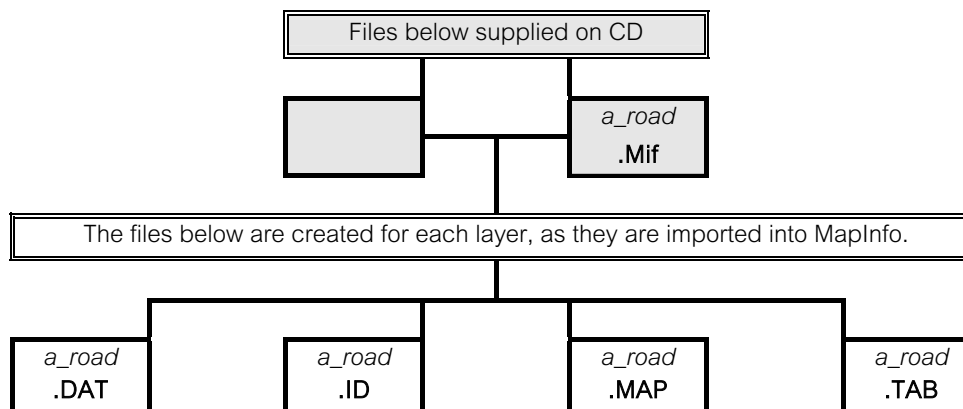 Files below supplied on CD
a_road
.Mif
The files below are created for each layer, as they are imported into MapInfo.
a_road
.DAT
a_road
.ID
a_road
.MAP
a_road
.TAB